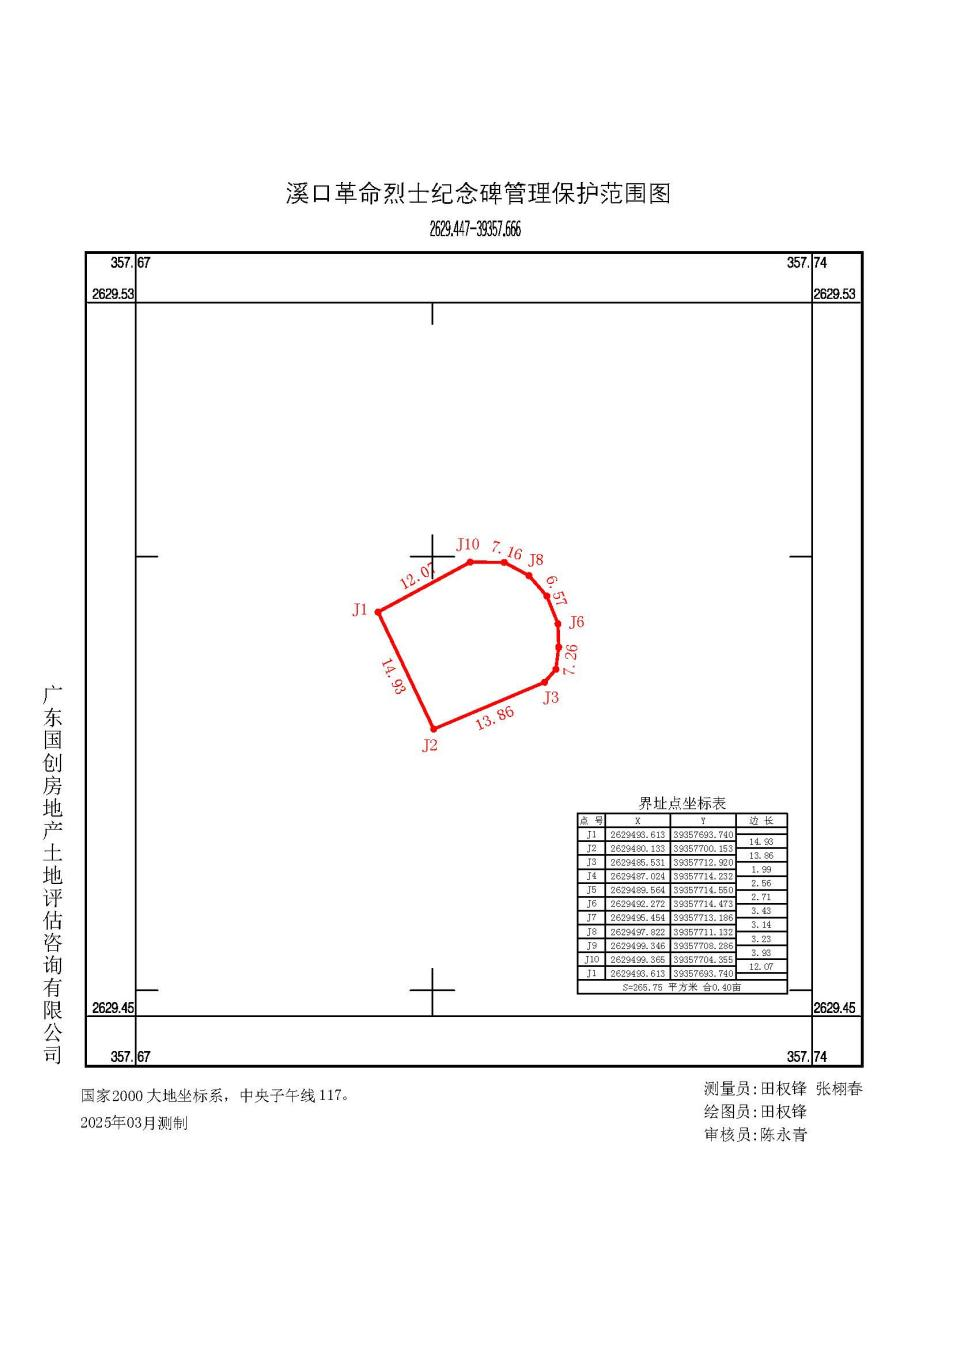 溪口革命烈士纪念碑管理保护范围图
2629.447-39357.666
357. 67
357. 74
2629.53
2629.53
J10
7.16
J8
12.07
6.57
J1
J6
14.93
7.26
J3
13.86
J2
广东国创房地产土地评估咨询有限公司
界址点坐标表
点 号 X Y 边 长
J1 2629493.613 39357693.740
14.93
J2 2629480.133 39357700.153
13.86
J3 2629485.531 39357712.920
1.99
J4 2629487.024 39357714.232
2.56
J5 2629489.564 39357714.550
2.71
J6 2629492.272 39357714.473
3.43
J7 2629495.454 39357713.186
3.14
J8 2629497.822 39357711.132
3.23
J9 2629499.346 39357708.286
3.93
J10 2629499.365 39357704.355
12.07
J1 2629493.613 39357693.740
S=265.75 平方米 合0.40亩
2629.45
2629.45
357. 67
357. 74
国家2000大地坐标系，中央子午线117。
2025年03月测制
测量员:田权锋 张栩春
绘图员:田权锋
审核员:陈永青